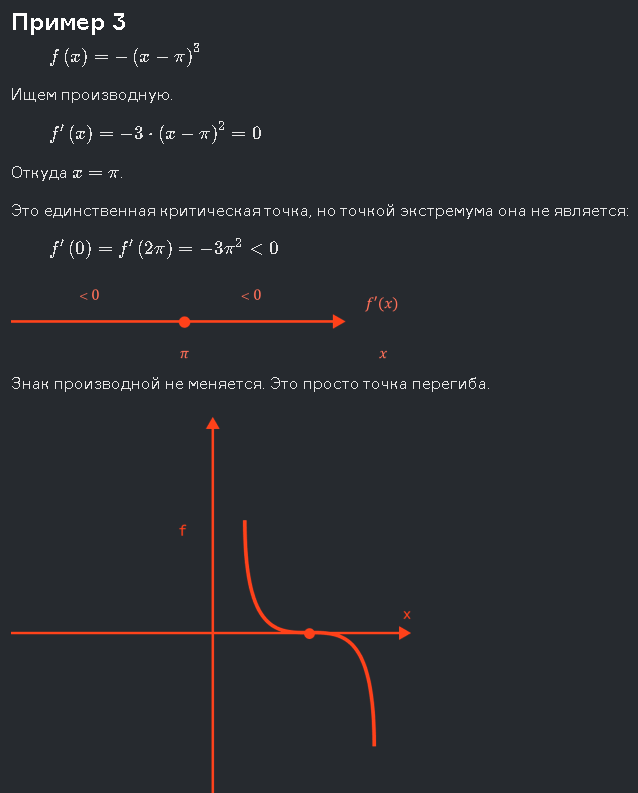 Пример 3
f (x) = − (x − π)³
Ищем производную.
f′ (x) = −3 · (x − π)² = 0
Откуда x = π.
Это единственная критическая точка, но точкой экстремума она не является:
f′ (0) = f′ (2π) = −3π² < 0
< 0 < 0 f′(x)
π x
Знак производной не меняется. Это просто точка перегиба.
f
x